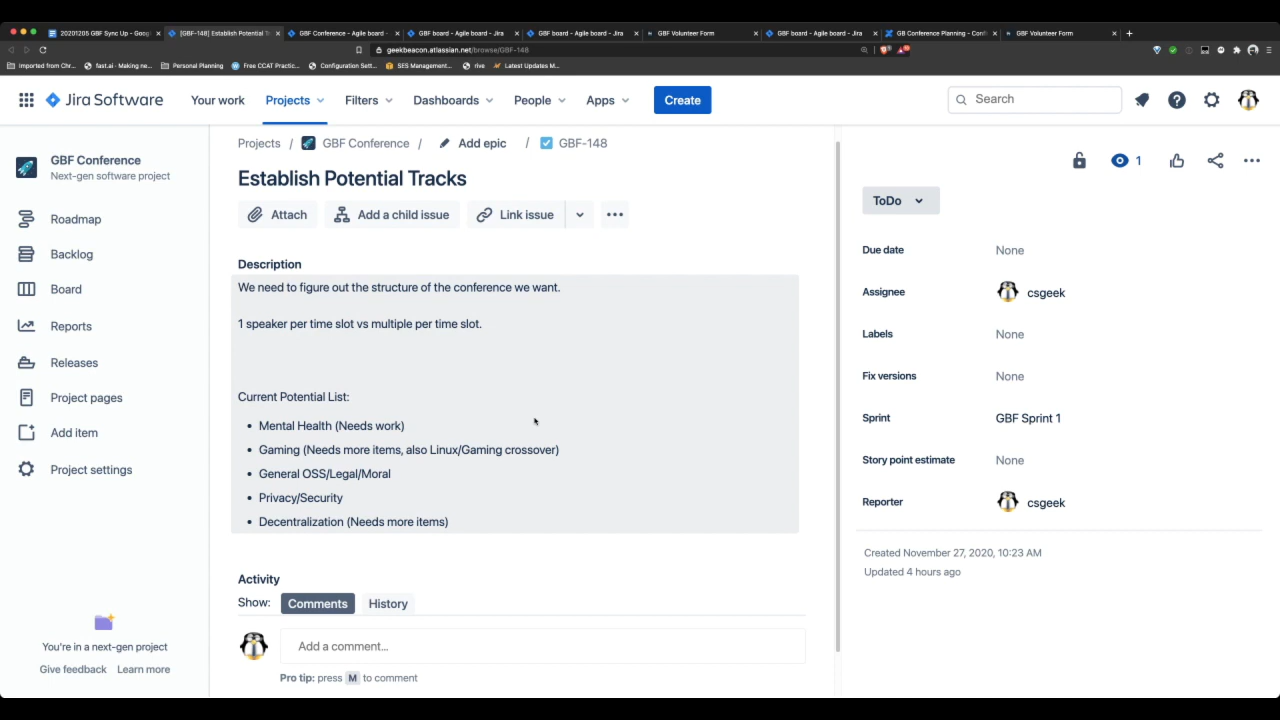 20201205 GBF Sync Up - Goog
[GBF-148] Establish Potential T
GBF Conference - Agile board -
GBF board - Agile board - Jira
GBF board - Agile board - Jira
GBF Volunteer Form
GBF board - Agile board - Jira
GB Conference Planning - Conf
GBF Volunteer Form
geekbeacon.atlassian.net/browse/GBF-148
Imported from Chr...
fast.ai · Making ne...
Personal Planning
Free CCAT Practic...
Configuration Sett...
SES Management...
rive
Latest Updates M...
Jira Software
Your work
Projects
Filters
Dashboards
People
Apps
Create
Search
GBF Conference
Next-gen software project
Roadmap
Backlog
Board
Reports
Releases
Project pages
Add item
Project settings
You're in a next-gen project
Give feedback Learn more
Projects / GBF Conference / Add epic / GBF-148
Establish Potential Tracks
Attach
Add a child issue
Link issue
Description
We need to figure out the structure of the conference we want.
1 speaker per time slot vs multiple per time slot.
Current Potential List:
• Mental Health (Needs work)
• Gaming (Needs more items, also Linux/Gaming crossover)
• General OSS/Legal/Moral
• Privacy/Security
• Decentralization (Needs more items)
Activity
Show: Comments History
Add a comment...
Pro tip: press M to comment
1
ToDo
Due date None
Assignee csgeek
Labels None
Fix versions None
Sprint GBF Sprint 1
Story point estimate None
Reporter csgeek
Created November 27, 2020, 10:23 AM
Updated 4 hours ago